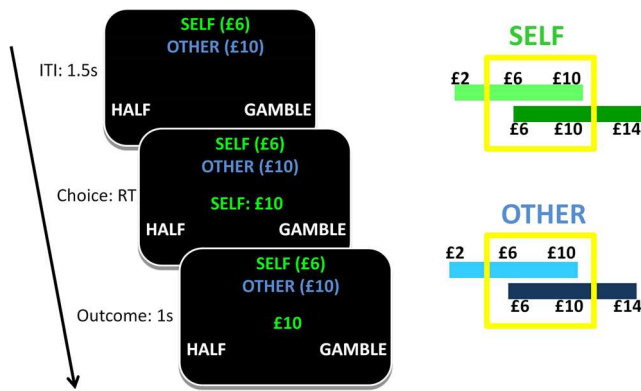 ITI: 1.5s
SELF (£6)
OTHER (£10)
HALF GAMBLE
Choice: RT
SELF (£6)
OTHER (£10)
SELF: £10
HALF GAMBLE
Outcome: 1s
SELF (£6)
OTHER (£10)
£10
HALF GAMBLE
SELF
£2 £6 £10
£6 £10 £14
OTHER
£2 £6 £10
£6 £10 £14